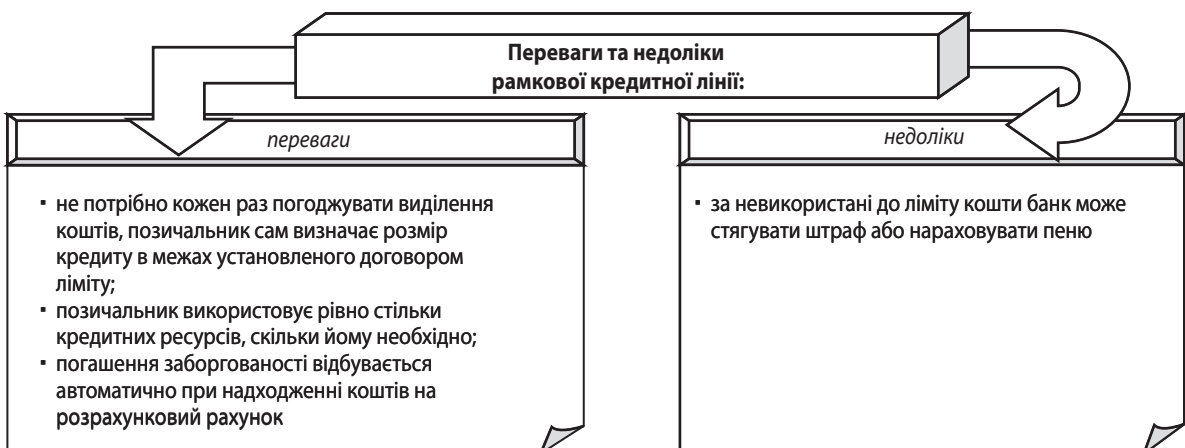 Переваги та недоліки
рамкової кредитної лінії:
переваги
▪ не потрібно кожен раз погоджувати виділення
коштів, позичальник сам визначає розмір
кредиту в межах установленого договором
ліміту;
▪ позичальник використовує рівно стільки
кредитних ресурсів, скільки йому необхідно;
▪ погашення заборгованості відбувається
автоматично при надходженні коштів на
розрахунковий рахунок
недоліки
▪ за невикористані до ліміту кошти банк може
стягувати штраф або нараховувати пеню